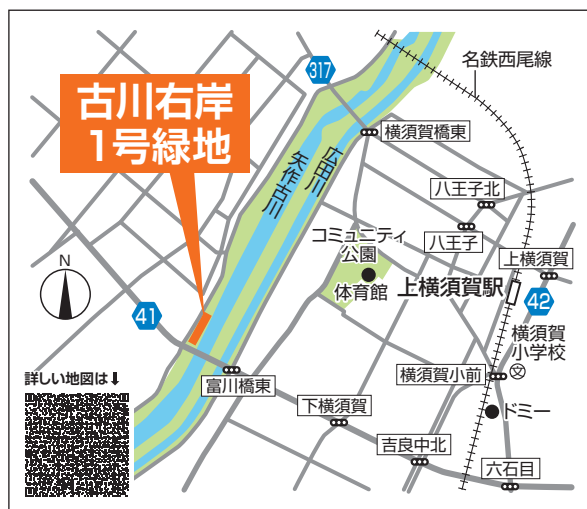 317
名鉄西尾線
古川右岸
1号緑地
横須賀橋東
広田川
矢作古川
八王子北
八王子
コミュニティ
公園
体育館
上横須賀
上横須賀駅
N
41
42
横須賀
小学校
文
横須賀小前
詳しい地図は⬇
富川橋東
下横須賀
ドミー
吉良中北
六石目